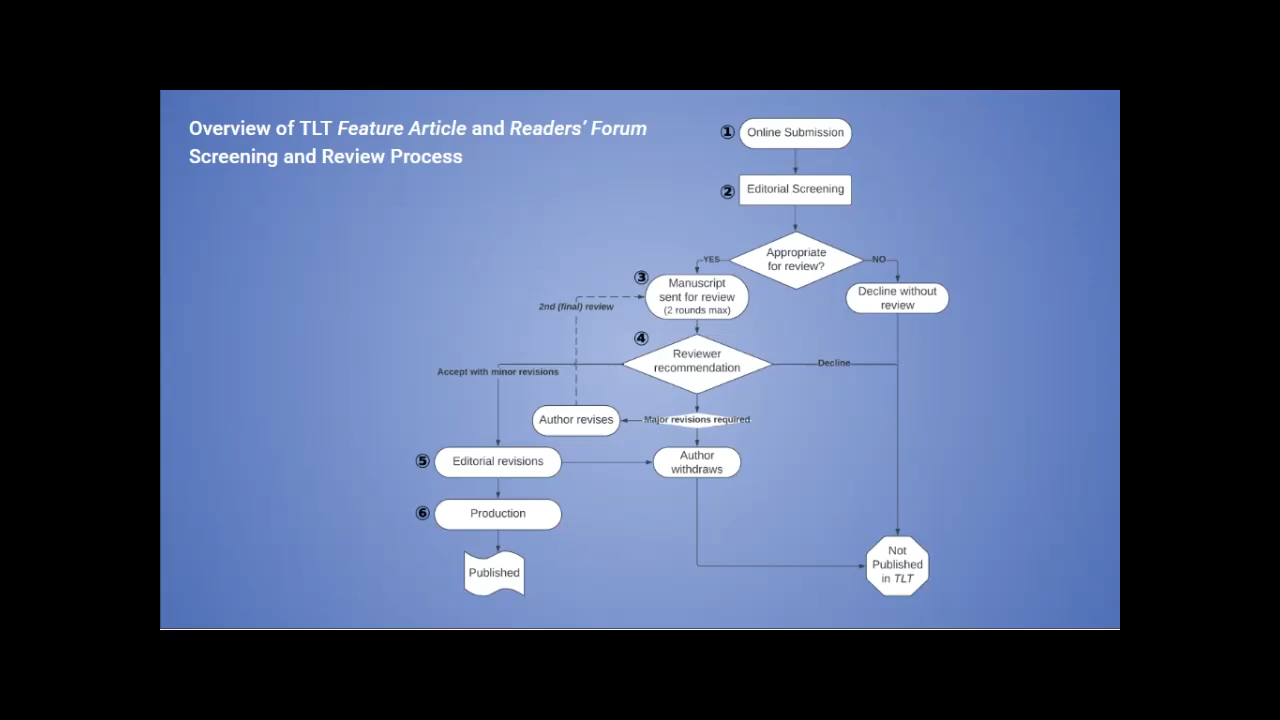 Overview of TLT Feature Article and Readers’ Forum
Screening and Review Process
① Online Submission
② Editorial Screening
Appropriate
for review?
YES
NO
③
Manuscript
sent for review
(2 rounds max)
Decline without
review
2nd (final) review
④
Reviewer
recommendation
Decline
Accept with minor revisions
Author revises
Major revisions required
⑤ Editorial revisions
Author
withdraws
⑥ Production
Published
Not
Published
in TLT